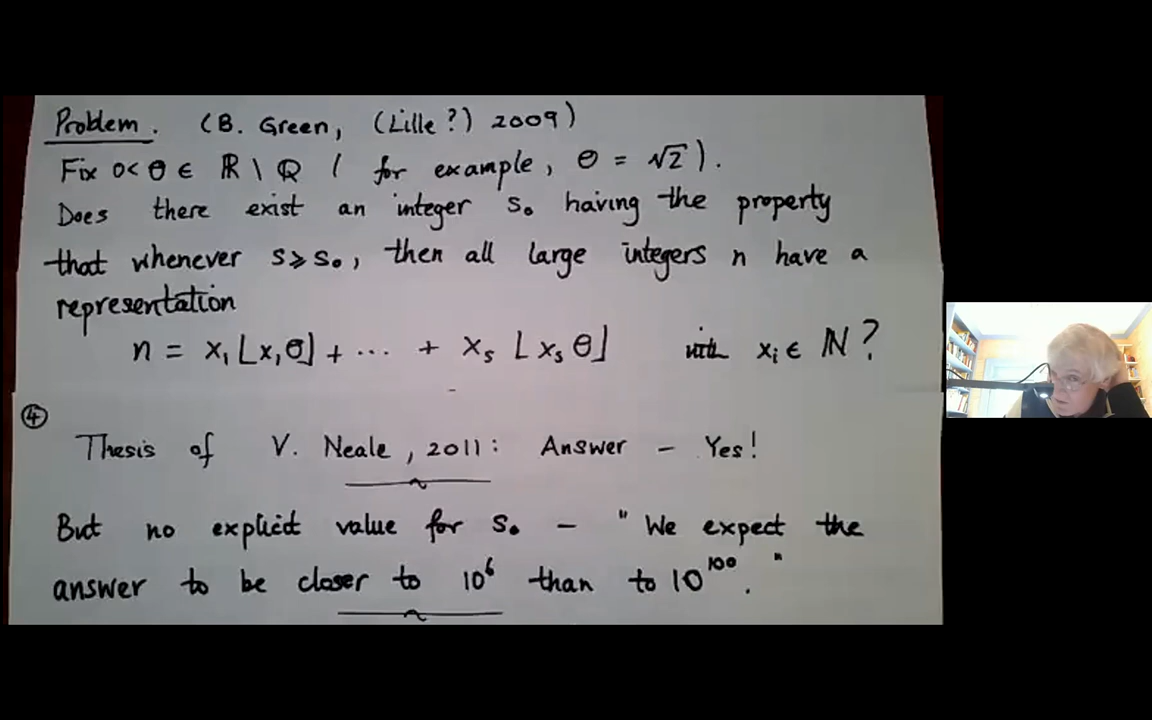 Problem. (B. Green, (Lille?) 2009)
Fix 0<θ ∈ ℝ \ ℚ ( for example, θ = √2 ).
Does there exist an integer s₀ having the property
that whenever s ⩾ s₀, then all large integers n have a
representation
n = x₁ ⌊x₁θ⌋ + ··· + xₛ ⌊xₛ θ⌋ with xᵢ ∈ ℕ?
④
Thesis of V. Neale, 2011: Answer – Yes!
But no explicit value for s₀ – "We expect the
answer to be closer to 10⁶ than to 10¹⁰⁰."